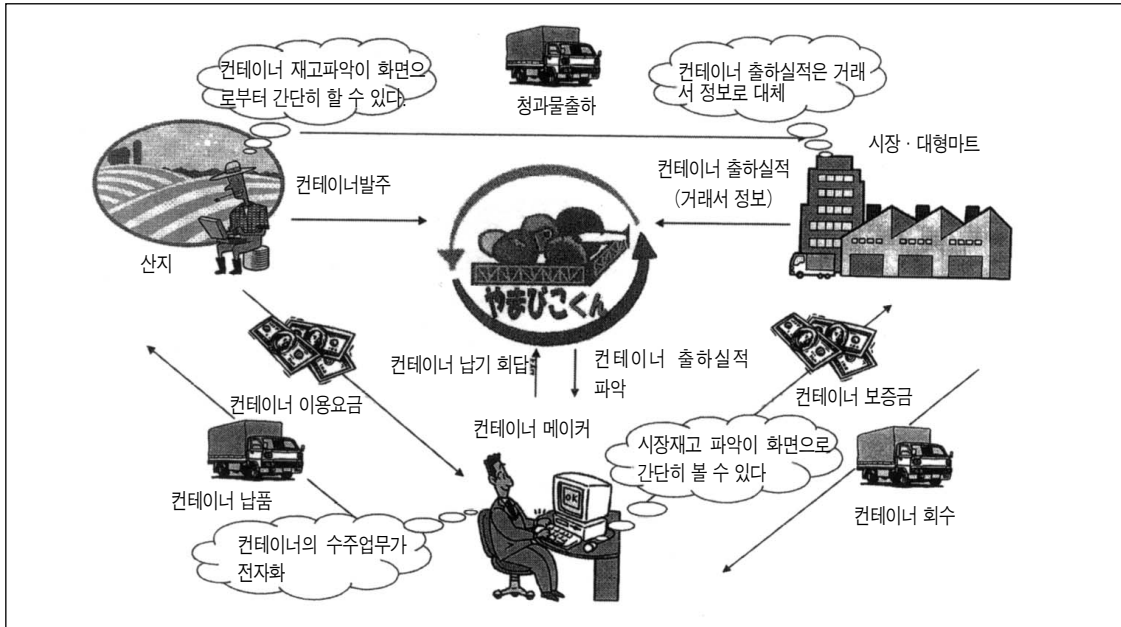 컨테이너 재고파악이 화면으
로부터 간단히 할 수 있다.
청과물출하
컨테이너 출하실적은 거래
서 정보로 대체
시장 · 대형마트
컨테이너발주
컨테이너 출하실적
(거래서 정보)
산지
やまびこくん
컨테이너 납기 회답
컨테이너 출하실적
파악
컨테이너 이용요금
컨테이너 보증금
컨테이너 메이커
시장재고 파악이 화면으로
간단히 볼 수 있다
컨테이너 납품
컨테이너 회수
컨테이너의 수주업무가
전자화
OK